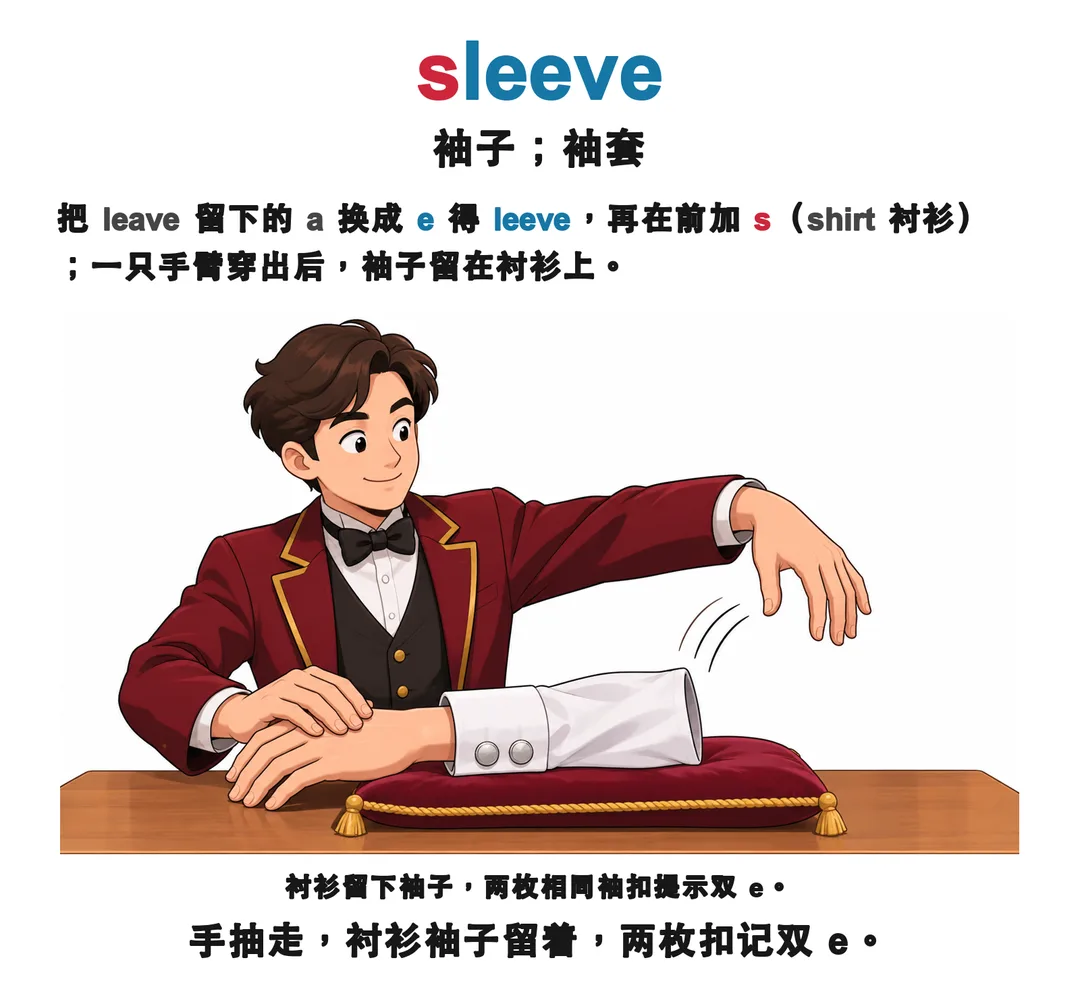 sleeve
袖子；袖套
把 leave 留下的 a 换成 e 得 leeve，再在前加 s（shirt 衬衫）
；一只手臂穿出后，袖子留在衬衫上。
衬衫留下袖子，两枚相同袖扣提示双 e。
手抽走，衬衫袖子留着，两枚扣记双 e。